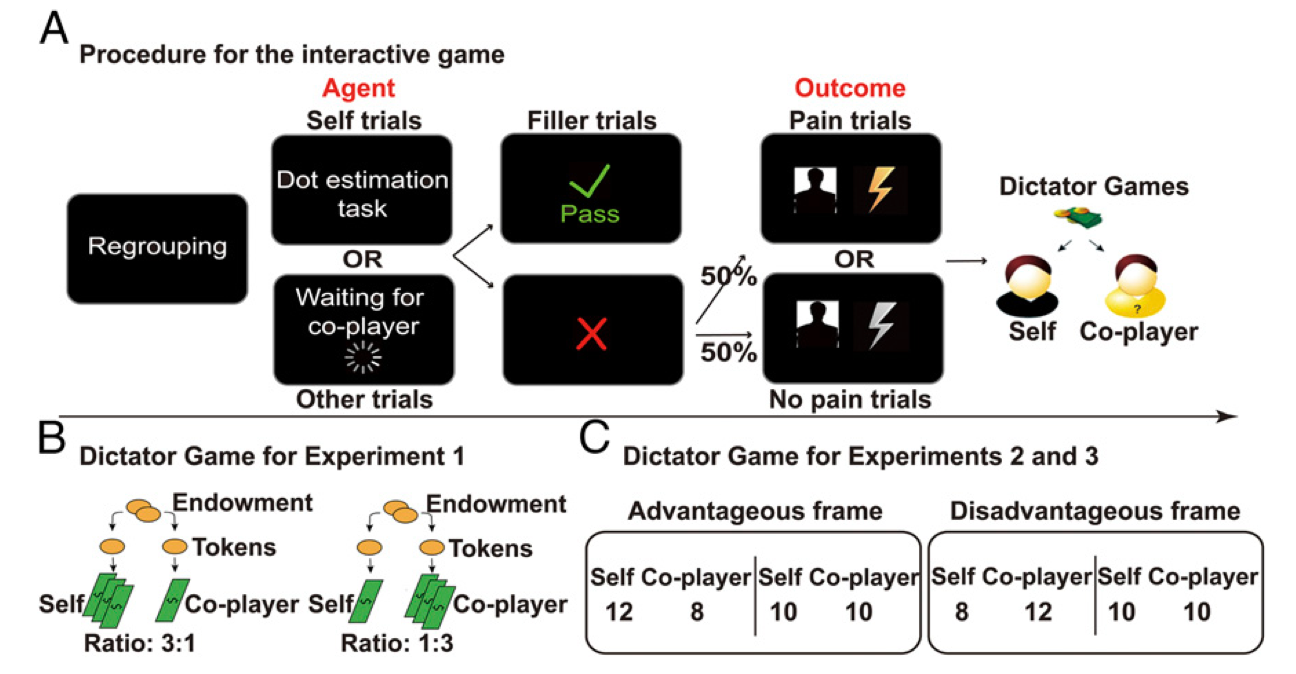 A
Procedure for the interactive game
Agent
Outcome
Self trials
Filler trials
Pain trials
Dot estimation
task
Pass
Dictator Games
Regrouping
OR
OR
50%
Waiting for
co-player
50%
?
Self
Co-player
Other trials
No pain trials
B
Dictator Game for Experiment 1
Endowment
Tokens
Self
$
$
$
$
Co-player
Ratio: 3:1
Endowment
Tokens
Self
$
$
$
$
Co-player
Ratio: 1:3
C
Dictator Game for Experiments 2 and 3
Advantageous frame
Self Co-player Self Co-player
12 8 10 10
Disadvantageous frame
Self Co-player Self Co-player
8 12 10 10